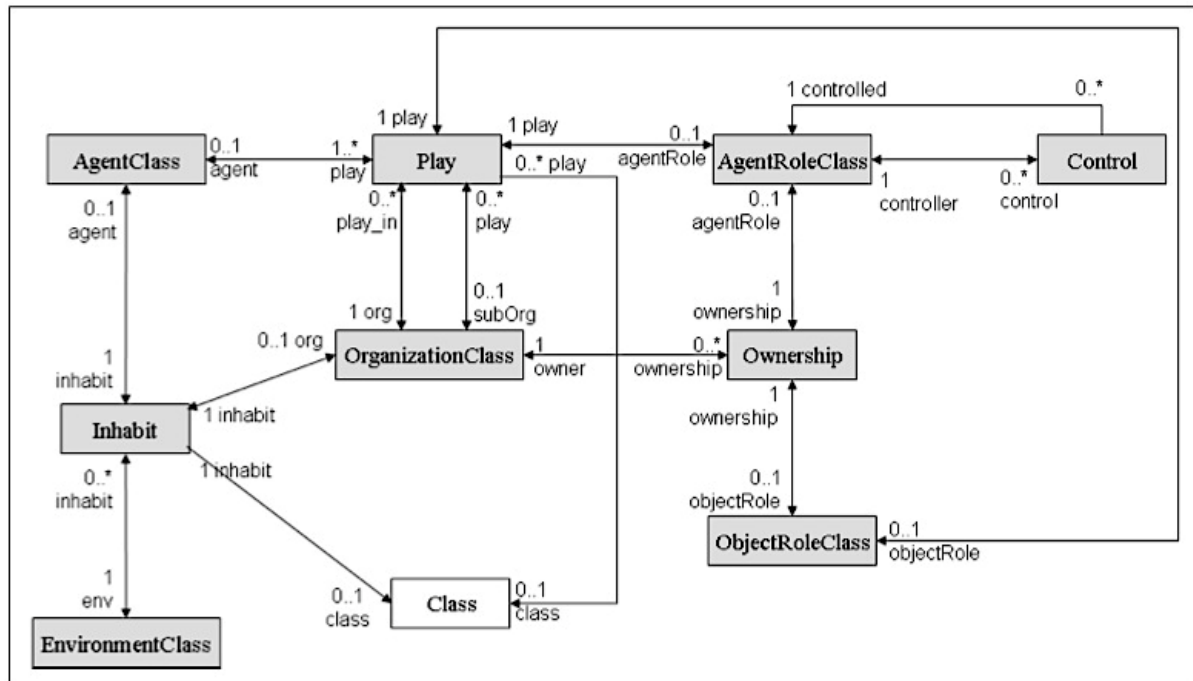 1 controlled
0..*
1 play
1 play
0..1
AgentClass
0..1
agent
1..*
play
Play
0..* play
agentRole
AgentRoleClass
Control
1
controller
0..*
control
0..1
agent
0..*
play_in
0..*
play
0..1
agentRole
1 org
0..1
subOrg
1
ownership
0..1 org
OrganizationClass
1
owner
0..*
ownership
Ownership
1
inhabit
1 inhabit
1
ownership
Inhabit
1 inhabit
0..*
inhabit
0..1
objectRole
ObjectRoleClass
0..1
objectRole
1
env
0..1
class
Class
0..1
class
EnvironmentClass